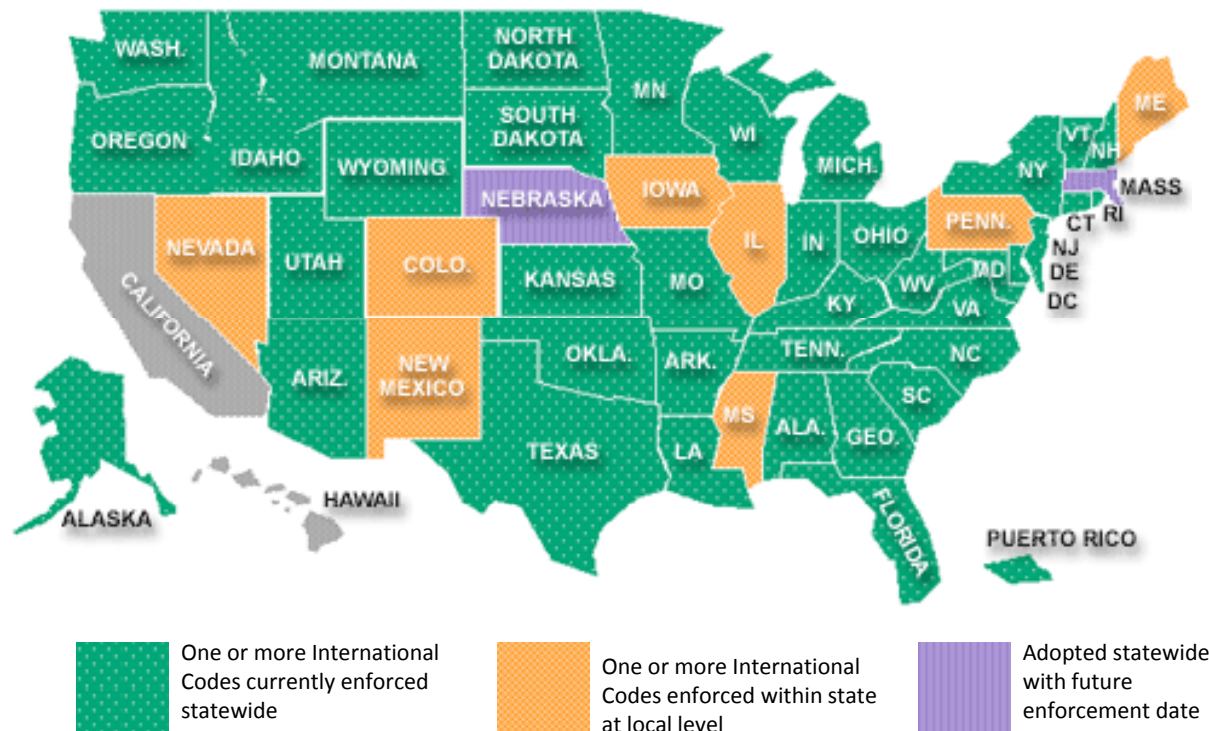 WASH.
MONTANA
NORTH
DAKOTA
MN
OREGON
IDAHO
WYOMING
SOUTH
DAKOTA
WI
MICH.
NY
VT
NH
ME
MASS
RI
CT
NJ
DE
DC
NEBRASKA
IOWA
IL
IN
OHIO
PENN.
NEVADA
UTAH
COLO.
KANSAS
MO
KY
WV
MD
VA
CALIFORNIA
ARIZ.
NEW
MEXICO
OKLA.
ARK.
TENN.
NC
SC
TEXAS
LA
MS
ALA.
GEO.
FLORIDA
ALASKA
HAWAII
PUERTO RICO
One or more International
Codes currently enforced
statewide
One or more International
Codes enforced within state
at local level
Adopted statewide
with future
enforcement date